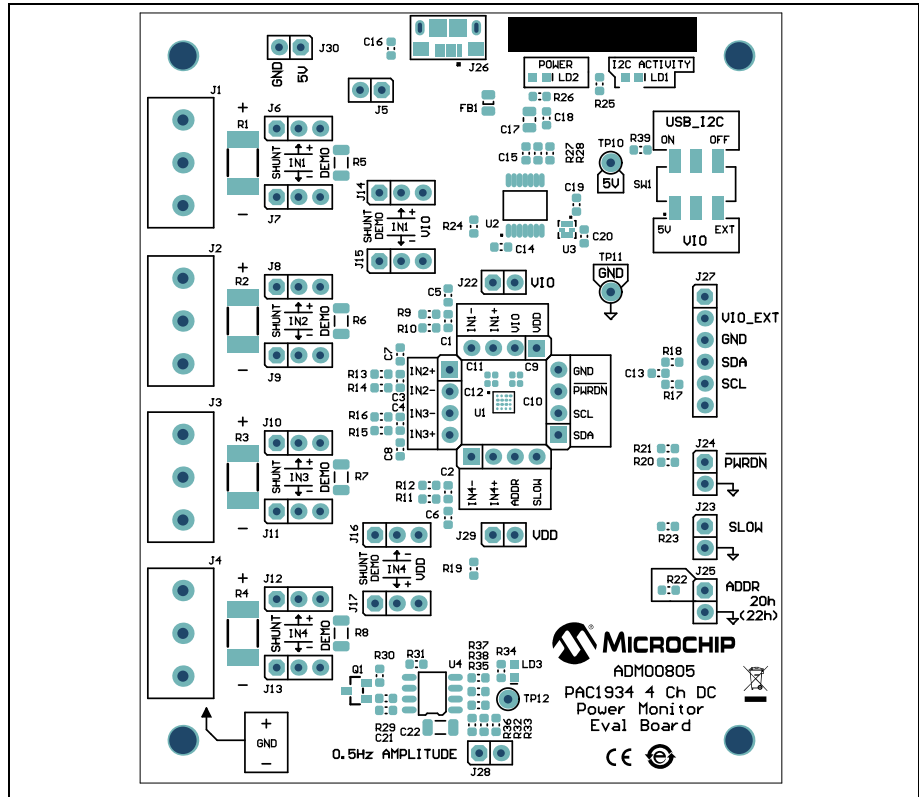 J30
GND
5V
C16
J26
POWER
LD2
I2C ACTIVITY
LD1
J5
FB1
R26
R25
C17
C18
J1
+
R1
-
J6
SHUNT
+
IN1
-
DEMO
R5
J7
C15
R27
R28
TP10
5V
R39
USB_I2C
ON
OFF
SW1
5V
EXT
VIO
J14
SHUNT
DEMO
-
IN1
+
VIO
J15
R24
U2
C19
U3
C20
C14
TP11
GND
J2
+
R2
-
J8
SHUNT
+
IN2
-
DEMO
R6
J9
J22
VIO
C5
R9
R10
C1
IN1-
IN1+
VIO
VDD
J27
VIO_EXT
GND
SDA
SCL
C7
R13
R14
C3
C4
R16
R15
C8
IN2+
IN2-
IN3-
IN3+
C11
C9
C12
U1
C10
GND
PWRDN
SCL
SDA
R18
C13
R17
J3
+
R3
-
J10
SHUNT
+
IN3
-
DEMO
R7
J11
C2
R12
R11
C6
IN4-
IN4+
ADDR
SLOW
R21
R20
J24
PWRDN
J16
SHUNT
DEMO
-
IN4
+
VDD
J17
J29
VDD
R19
J23
SLOW
R23
J25
R22
ADDR
20h
(22h)
J4
+
R4
-
J12
SHUNT
+
IN4
-
DEMO
R8
J13
MICROCHIP
ADM00805
PAC1934 4 Ch DC
Power Monitor
Eval Board
CE
e
R30
Q1
R31
U4
R37
R38
R35
R34
LD3
TP12
R29
C21
C22
R36
R32
R33
+
GND
-
0.5Hz AMPLITUDE
J28